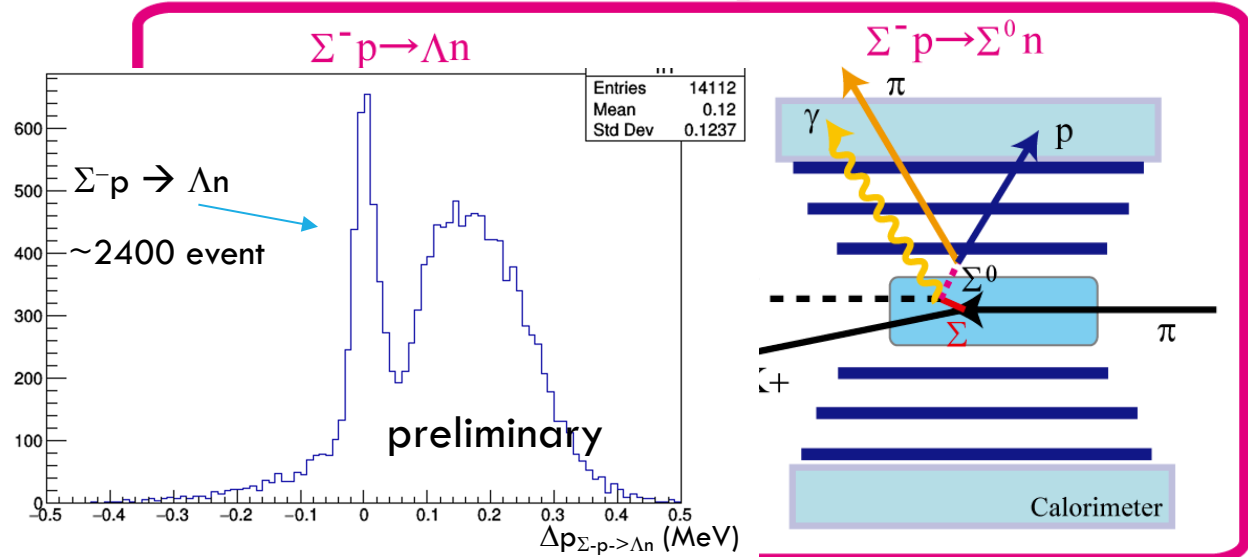 Σ⁻p→Λn
Σ⁻p→Σ⁰n
Entries 14112
Mean 0.12
Std Dev 0.1237
600
500
400
300
200
100
0
−0.5 −0.4 −0.3 −0.2 −0.1 0 0.1 0.2 0.3 0.4 0.5
Σ⁻p → Λn
~2400 event
preliminary
Δp_Σ-p->Λn (MeV)
π
γ
p
Σ⁰
Σ
π
K+
Calorimeter